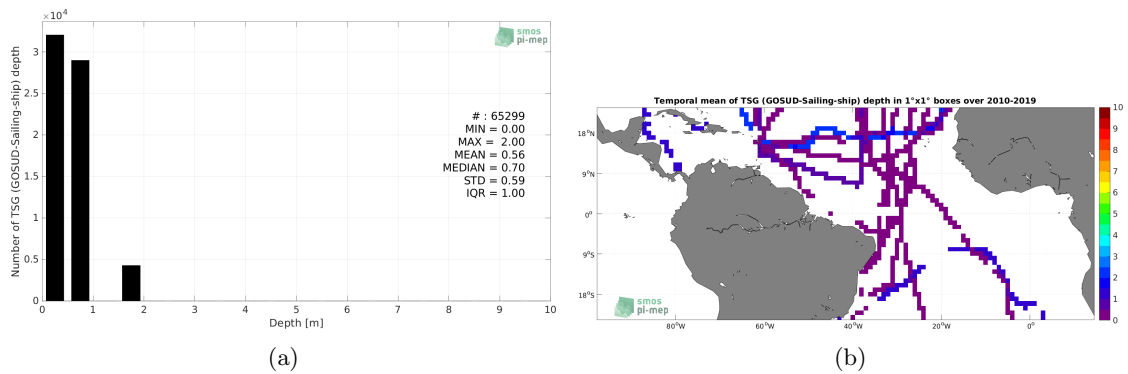 ×10⁴
smos
pi-mep
Number of TSG (GOSUD-Sailing-ship) depth
3
2.5
2
1.5
1
0.5
0
# : 65299
MIN = 0.00
MAX = 2.00
MEAN = 0.56
MEDIAN = 0.70
STD = 0.59
IQR = 1.00
0 1 2 3 4 5 6 7 8 9 10
Depth [m]
(a)
Temporal mean of TSG (GOSUD-Sailing-ship) depth in 1°x1° boxes over 2010-2019
18°N
9°N
0°
9°S
18°S
80°W 60°W 40°W 20°W 0°
smos
pi-mep
10
9
8
7
6
5
4
3
2
1
0
(b)